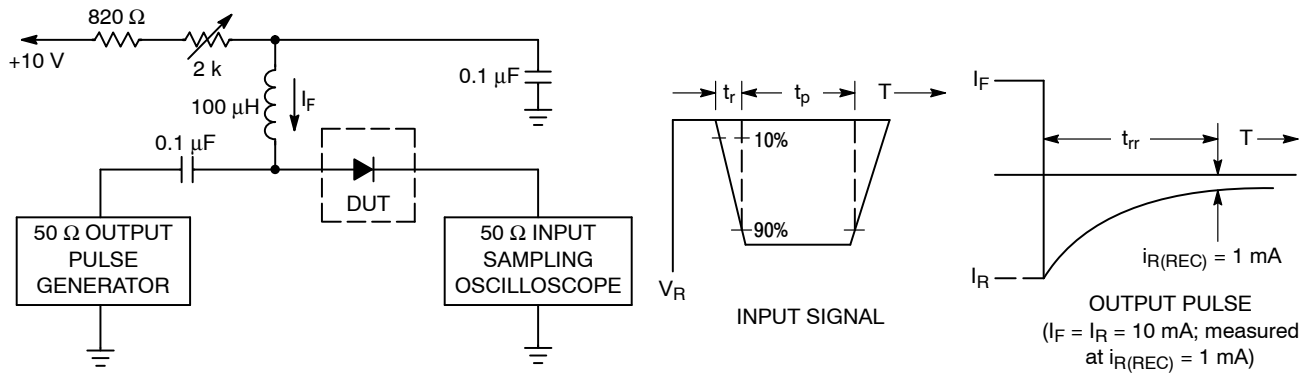 820 Ω
+10 V
2 k
100 μH
I_F
0.1 μF
0.1 μF
DUT
50 Ω OUTPUT
PULSE
GENERATOR
50 Ω INPUT
SAMPLING
OSCILLOSCOPE
t_r
t_p
T
10%
90%
V_R
INPUT SIGNAL
I_F
t_rr
T
I_R
i_R(REC) = 1 mA
OUTPUT PULSE
(I_F = I_R = 10 mA; measured
at i_R(REC) = 1 mA)